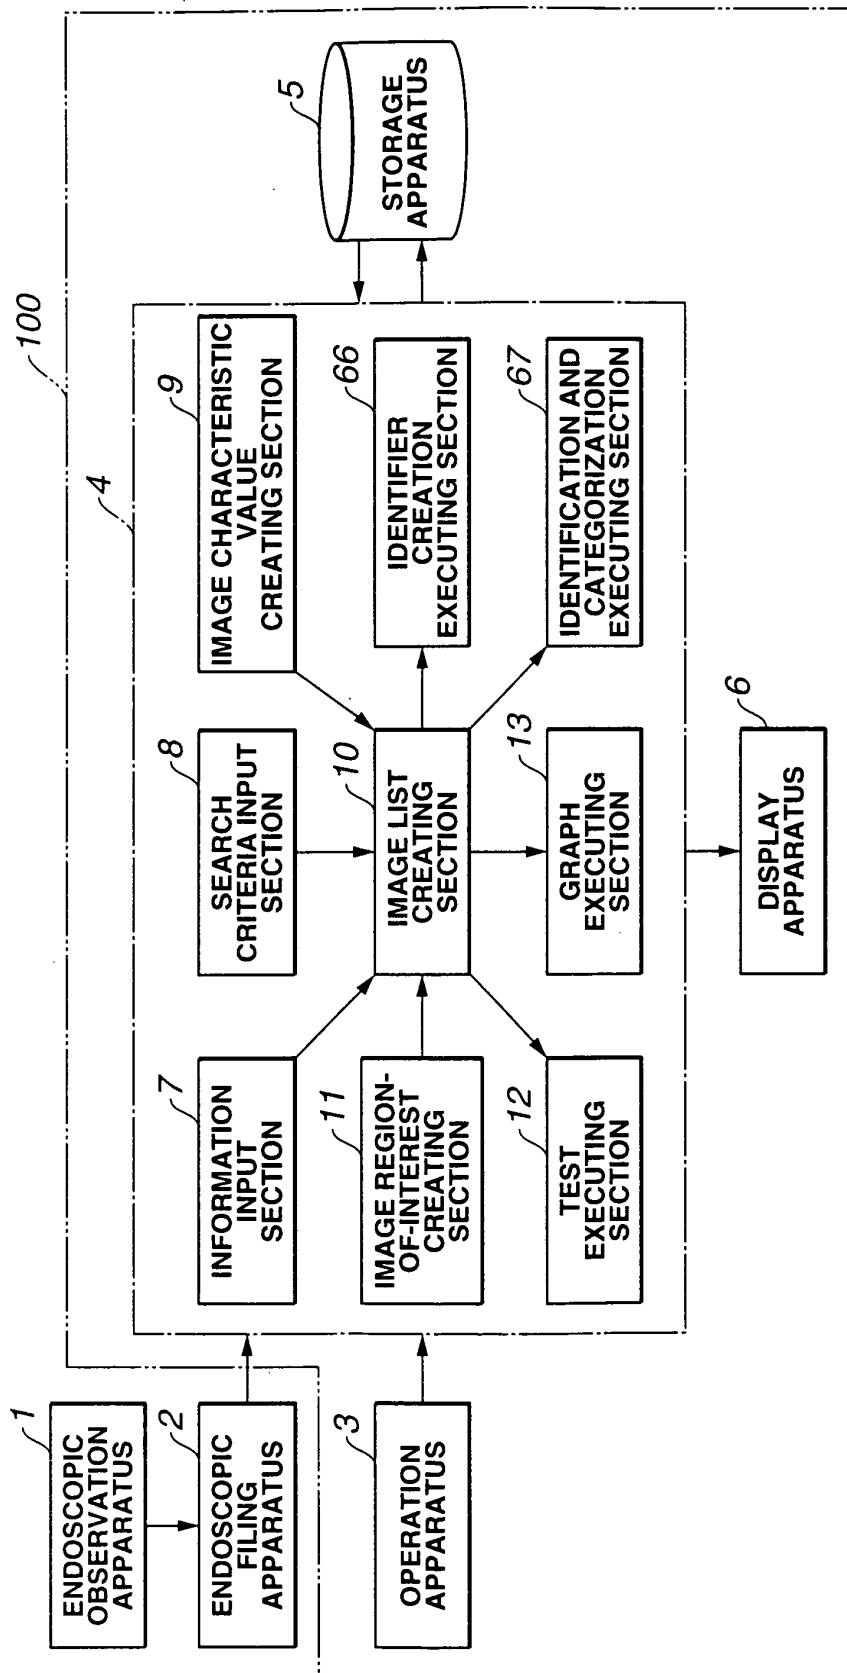 100
1
ENDOSCOPIC
OBSERVATION
APPARATUS
2
ENDOSCOPIC
FILING
APPARATUS
3
OPERATION
APPARATUS
4
7
INFORMATION
INPUT
SECTION
8
SEARCH
CRITERIA INPUT
SECTION
9
IMAGE CHARACTERISTIC
VALUE
CREATING SECTION
11
IMAGE REGION-
OF-INTEREST
CREATING
SECTION
10
IMAGE LIST
CREATING
SECTION
66
IDENTIFIER
CREATION
EXECUTING SECTION
12
TEST
EXECUTING
SECTION
13
GRAPH
EXECUTING
SECTION
67
IDENTIFICATION AND
CATEGORIZATION
EXECUTING SECTION
5
STORAGE
APPARATUS
6
DISPLAY
APPARATUS